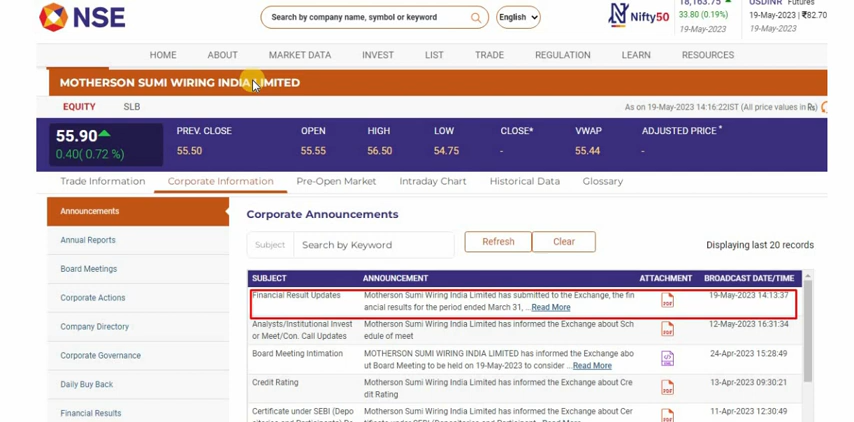 NSE
Search by company name, symbol or keyword
English
Nifty50
18,163.75
33.80 (0.19%)
19-May-2023
USDINR Futures
19-May-2023 | ₹82.70
19-May-2023
HOME ABOUT MARKET DATA INVEST LIST TRADE REGULATION LEARN RESOURCES
MOTHERSON SUMI WIRING INDIA LIMITED
EQUITY SLB
As on 19-May-2023 14:16:22IST (All price values in ₨)
55.90
0.40( 0.72 %)
PREV. CLOSE OPEN HIGH LOW CLOSE* VWAP ADJUSTED PRICE *
55.50 55.55 56.50 54.75 - 55.44 -
Trade Information Corporate Information Pre-Open Market Intraday Chart Historical Data Glossary
Announcements
Annual Reports
Board Meetings
Corporate Actions
Company Directory
Corporate Governance
Daily Buy Back
Financial Results
Corporate Announcements
Subject Search by Keyword Refresh Clear Displaying last 20 records
SUBJECT ANNOUNCEMENT ATTACHMENT BROADCAST DATE/TIME
Financial Result Updates Motherson Sumi Wiring India Limited has submitted to the Exchange, the fin 19-May-2023 14:13:37
ancial results for the period ended March 31, ...Read More
Analysts/Institutional Invest Motherson Sumi Wiring India Limited has informed the Exchange about Sch 12-May-2023 16:31:34
or Meet/Con. Call Updates edule of meet
Board Meeting Intimation MOTHERSON SUMI WIRING INDIA LIMITED has informed the Exchange abo 24-Apr-2023 15:28:49
ut Board Meeting to be held on 19-May-2023 to consider ...Read More
Credit Rating Motherson Sumi Wiring India Limited has informed the Exchange about Cre 13-Apr-2023 09:30:21
dit Rating
Certificate under SEBI (Depo Motherson Sumi Wiring India Limited has informed the Exchange about Cer 11-Apr-2023 12:30:49